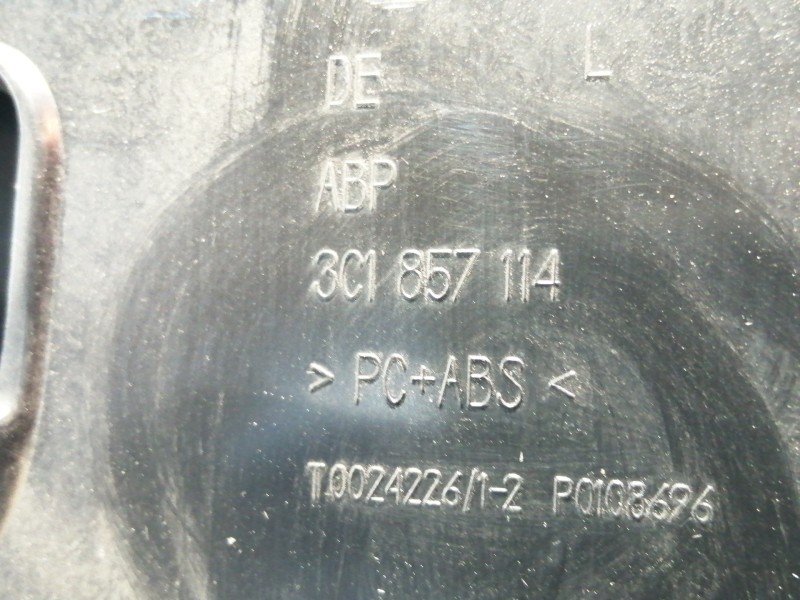 DE L
ABP
3C1 857 114
> PC+ABS <
T0024226/1-2 P0108696